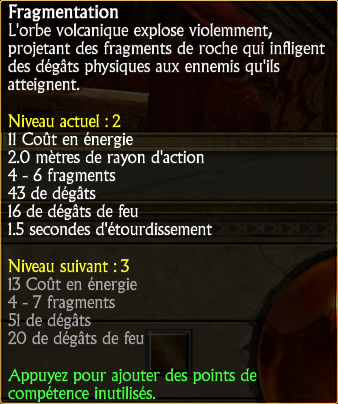 Fragmentation
L'orbe volcanique explose violemment,
projetant des fragments de roche qui infligent
des dégâts physiques aux ennemis qu'ils
atteignent.
Niveau actuel : 2
11 Coût en énergie
2.0 mètres de rayon d'action
4 - 6 fragments
43 de dégâts
16 de dégâts de feu
1.5 secondes d'étourdissement
Niveau suivant : 3
13 Coût en énergie
4 - 7 fragments
51 de dégâts
20 de dégâts de feu
Appuyez pour ajouter des points de
compétence inutilisés.